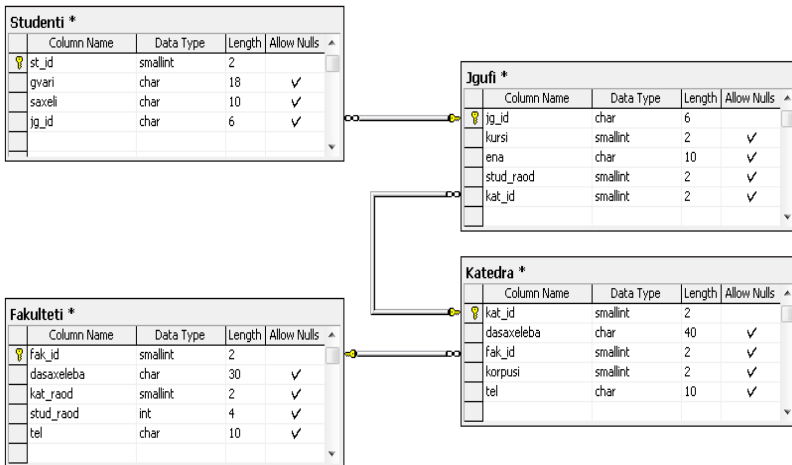 Studenti *
Column Name Data Type Length Allow Nulls
st_id smallint 2
gvari char 18 ✓
saxeli char 10 ✓
jg_id char 6 ✓
Jgufi *
Column Name Data Type Length Allow Nulls
jg_id char 6
kursi smallint 2 ✓
ena char 10 ✓
stud_raod smallint 2 ✓
kat_id smallint 2 ✓
Fakulteti *
Column Name Data Type Length Allow Nulls
fak_id smallint 2
dasaxeleba char 30 ✓
kat_raod smallint 2 ✓
stud_raod int 4 ✓
tel char 10 ✓
Katedra *
Column Name Data Type Length Allow Nulls
kat_id smallint 2
dasaxeleba char 40 ✓
fak_id smallint 2 ✓
korpusi smallint 2 ✓
tel char 10 ✓